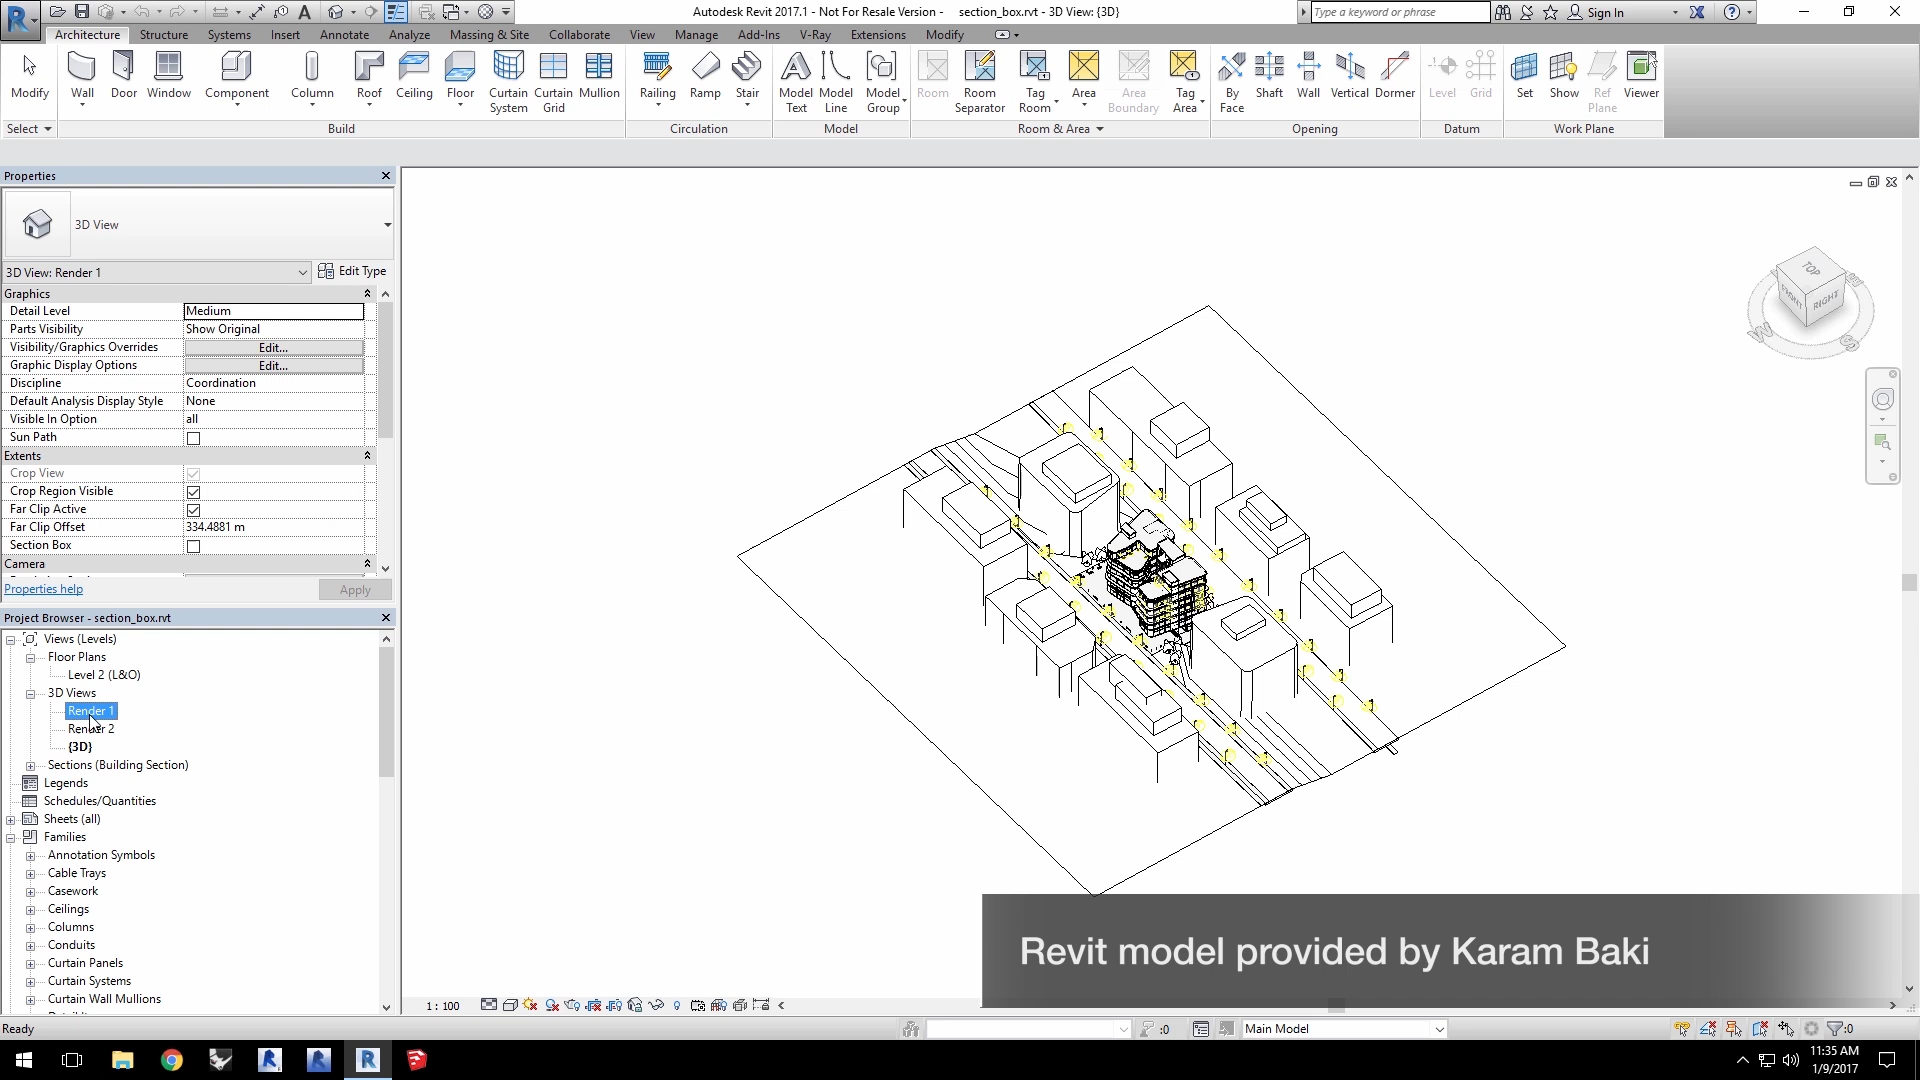 Autodesk Revit 2017.1 - Not For Resale Version - section_box.rvt - 3D View: {3D}
Type a keyword or phrase
Sign In
Architecture Structure Systems Insert Annotate Analyze Massing & Site Collaborate View Manage Add-Ins V-Ray Extensions Modify
Modify Wall Door Window Component Column Roof Ceiling Floor Curtain System Curtain Grid Mullion Railing Ramp Stair Model Text Model Line Model Group Room Room Separator Tag Room Area Area Boundary Tag Area By Face Shaft Wall Vertical Dormer Level Grid Set Show Ref Plane Viewer
Select Build Circulation Model Room & Area Opening Datum Work Plane
Properties
3D View
3D View: Render 1 Edit Type
Graphics
Detail Level Medium
Parts Visibility Show Original
Visibility/Graphics Overrides Edit...
Graphic Display Options Edit...
Discipline Coordination
Default Analysis Display Style None
Visible In Option all
Sun Path
Extents
Crop View
Crop Region Visible
Far Clip Active
Far Clip Offset 334.4881 m
Section Box
Camera
Properties help Apply
Project Browser - section_box.rvt
Views (Levels)
Floor Plans
Level 2 (L&O)
3D Views
Render 1
Render 2
{3D}
Sections (Building Section)
Legends
Schedules/Quantities
Sheets (all)
Families
Annotation Symbols
Cable Trays
Casework
Ceilings
Columns
Conduits
Curtain Panels
Curtain Systems
Curtain Wall Mullions
TOP
FRONT
RIGHT
W
S
Revit model provided by Karam Baki
1 : 100
Ready
:0
Main Model
:0
11:35 AM
1/9/2017